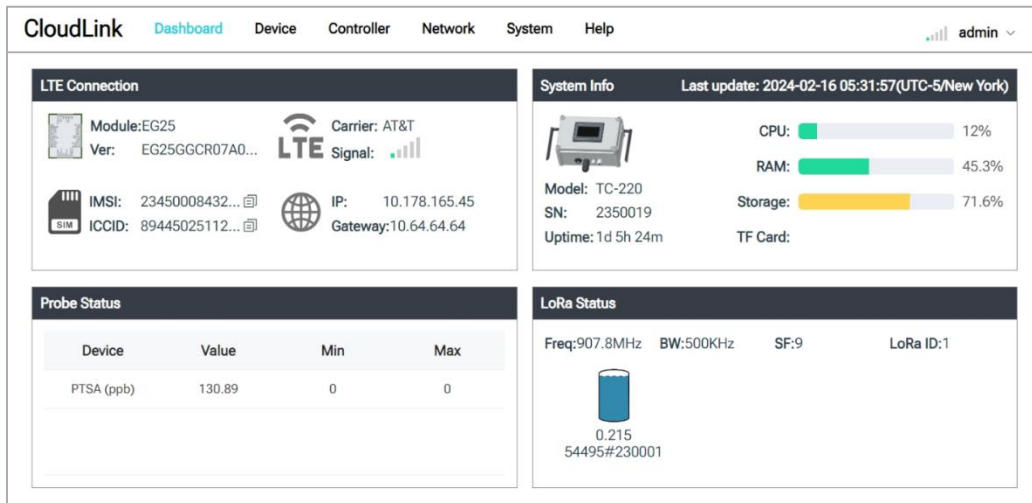 CloudLink Dashboard Device Controller Network System Help admin
LTE Connection
Module:EG25
Ver: EG25GGCR07A0...
LTE
Carrier: AT&T
Signal:
SIM
IMSI: 23450008432...
ICCID: 89445025112...
IP: 10.178.165.45
Gateway:10.64.64.64
System Info Last update: 2024-02-16 05:31:57(UTC-5/New York)
Model: TC-220
SN: 2350019
Uptime: 1d 5h 24m
CPU: 12%
RAM: 45.3%
Storage: 71.6%
TF Card:
Probe Status
Device Value Min Max
PTSA (ppb) 130.89 0 0
LoRa Status
Freq:907.8MHz BW:500KHz SF:9 LoRa ID:1
0.215
54495#230001